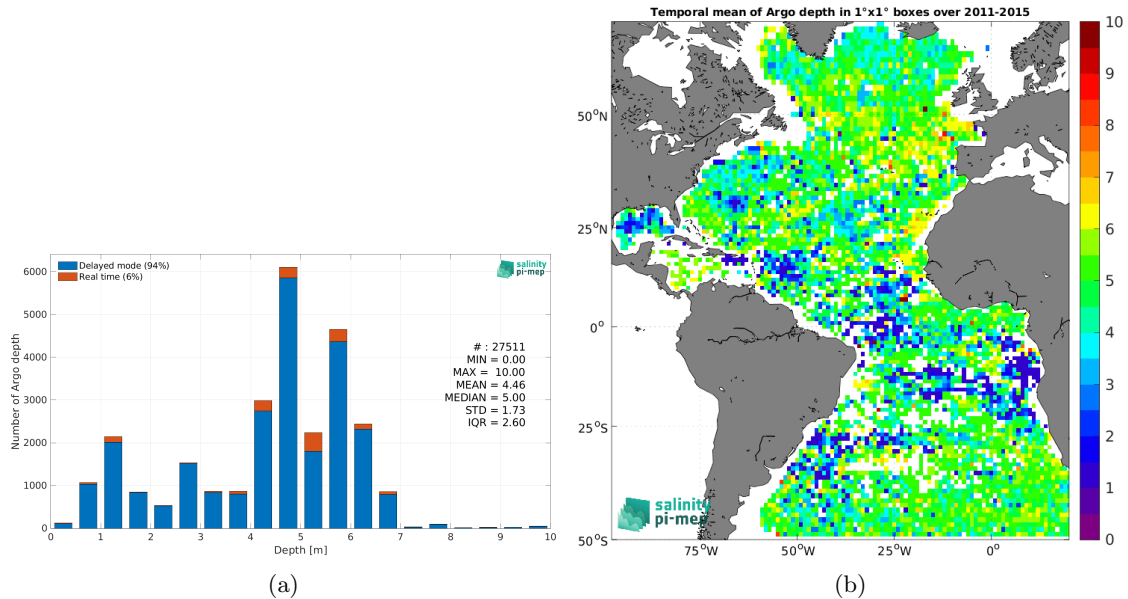 Temporal mean of Argo depth in 1°x1° boxes over 2011-2015
Delayed mode (94%)
Real time (6%)
salinity
pi-mep
# : 27511
MIN = 0.00
MAX = 10.00
MEAN = 4.46
MEDIAN = 5.00
STD = 1.73
IQR = 2.60
Number of Argo depth
6000
5000
4000
3000
2000
1000
0
0 1 2 3 4 5 6 7 8 9 10
Depth [m]
(a)
50°N
25°N
0°
25°S
50°S
75°W 50°W 25°W 0°
salinity
pi-mep
10
9
8
7
6
5
4
3
2
1
0
(b)